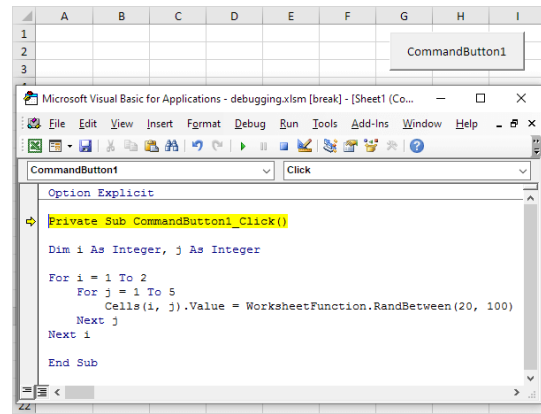 A B C D E F G H I
1
2 CommandButton1
3
Microsoft Visual Basic for Applications - debugging.xlsm [break] - [Sheet1 (Co...
File Edit View Insert Format Debug Run Tools Add-Ins Window Help
CommandButton1 Click
Option Explicit
Private Sub CommandButton1_Click()
Dim i As Integer, j As Integer
For i = 1 To 2
For j = 1 To 5
Cells(i, j).Value = WorksheetFunction.RandBetween(20, 100)
Next j
Next i
End Sub
22